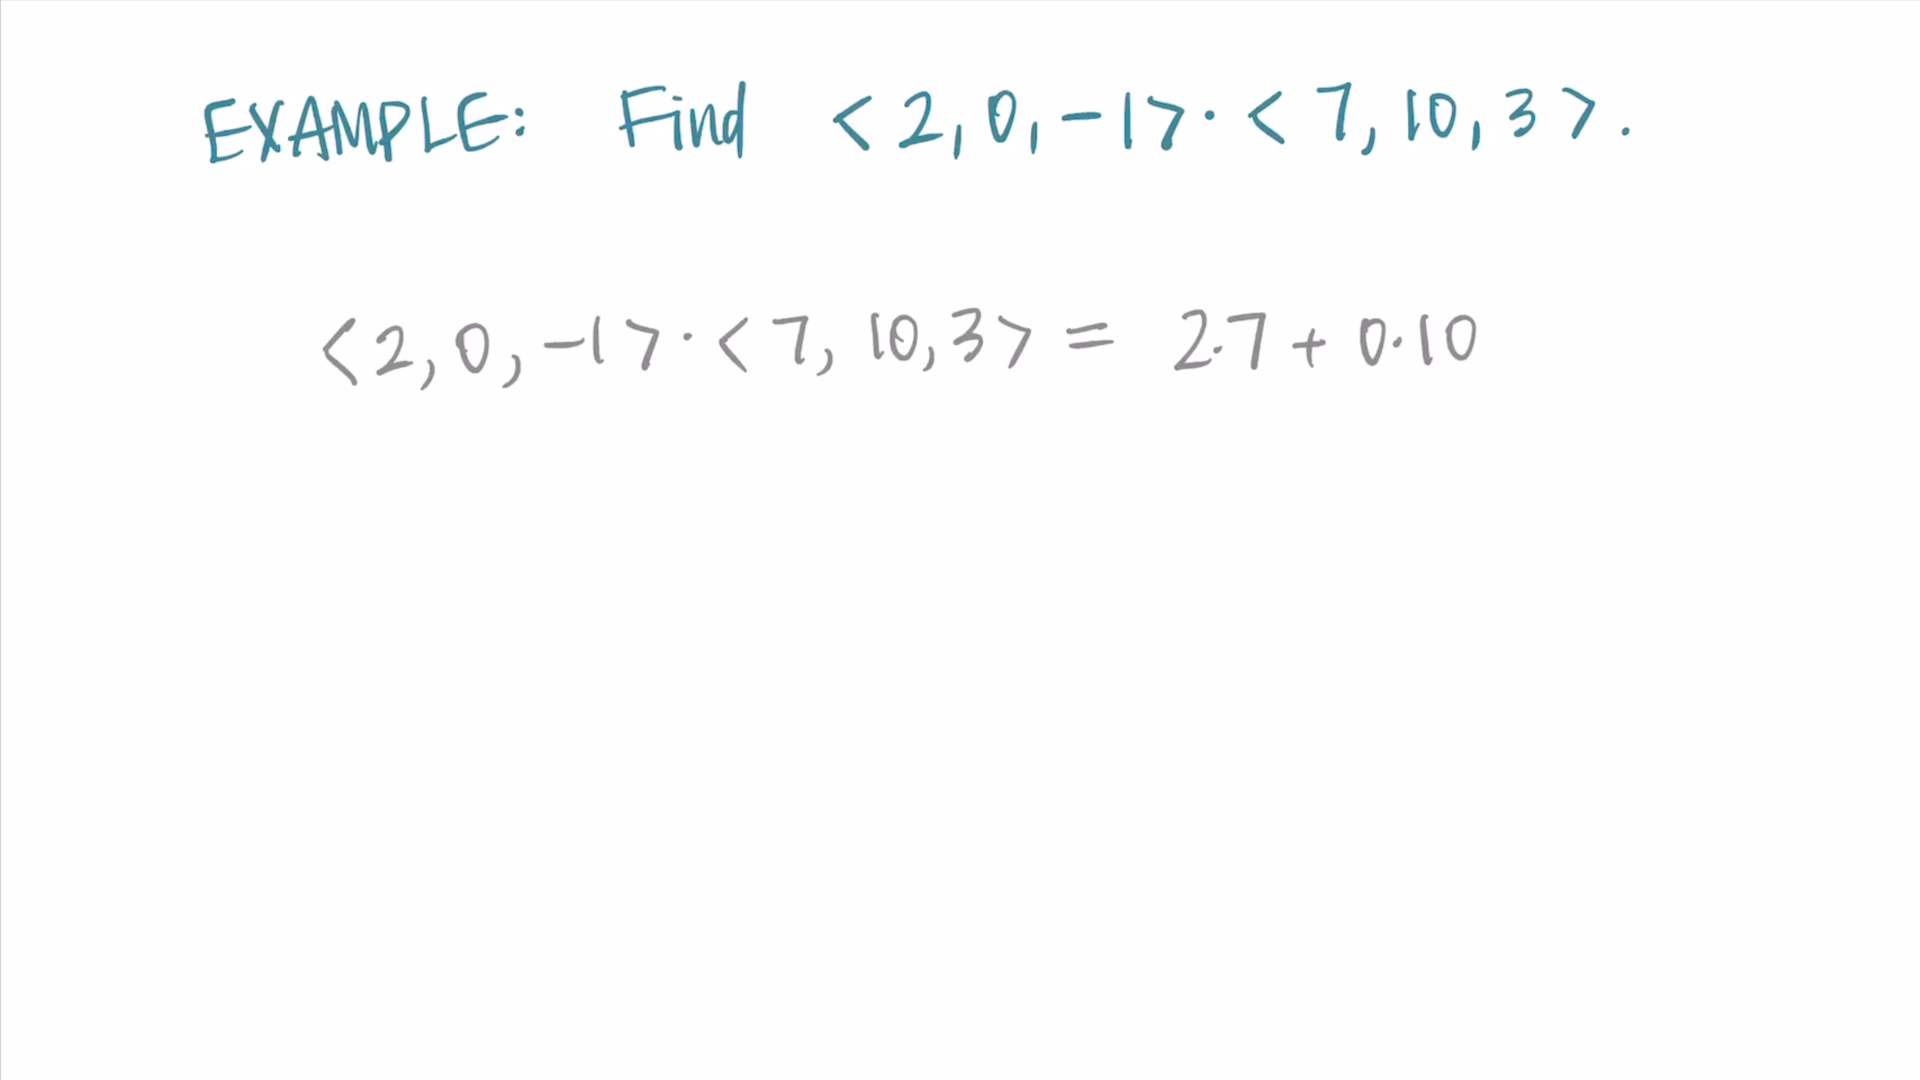 EXAMPLE: Find <2,0,-1>·<7,10,3>.
<2,0,-1>·<7,10,3> = 2·7 + 0·10